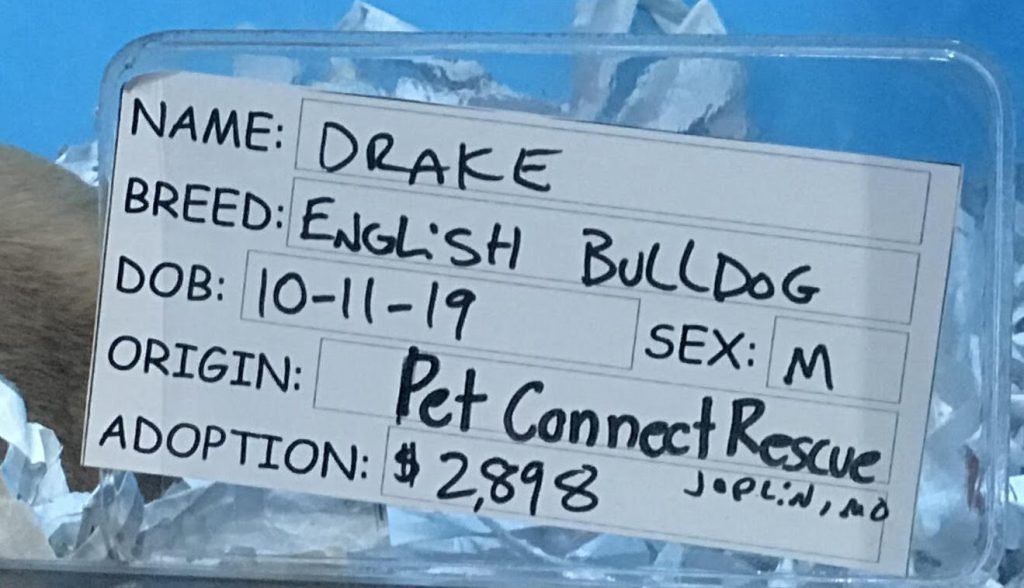 NAME: DRAKE
BREED: ENGLiSH BULLDOG
DOB: 10-11-19 SEX: M
ORIGIN: Pet Connect Rescue
JOPLiN, MO
ADOPTION: $2,898